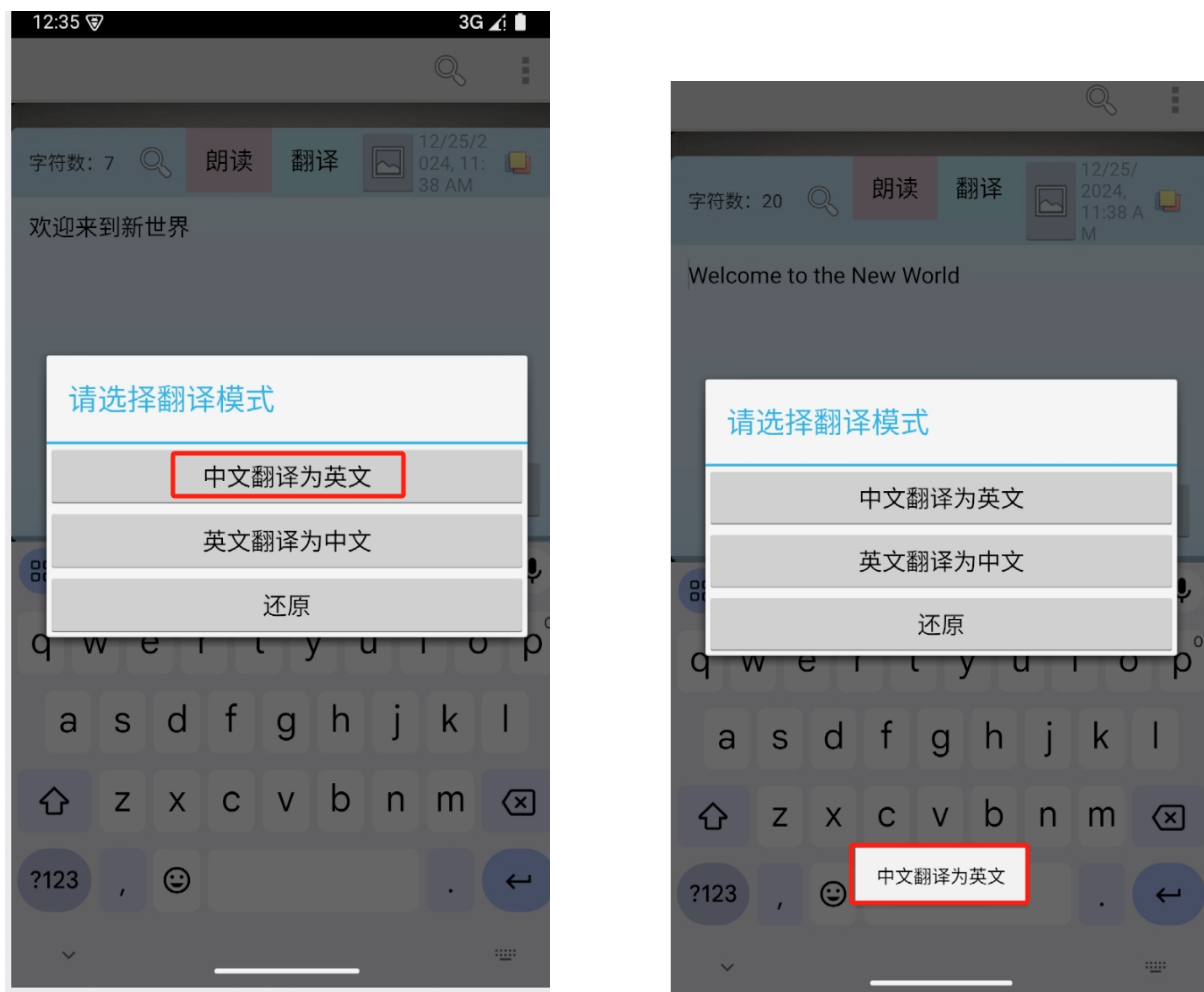 12:35
3G
字符数：7
朗读
翻译
12/25/2
024, 11:
38 AM
欢迎来到新世界
请选择翻译模式
中文翻译为英文
英文翻译为中文
还原
q w e r t y u i o p
a s d f g h j k l
z x c v b n m
?123 , .
字符数：20
朗读
翻译
12/25/
2024,
11:38 A
M
Welcome to the New World
请选择翻译模式
中文翻译为英文
英文翻译为中文
还原
q w e r t y u i o p
a s d f g h j k l
z x c v b n m
中文翻译为英文
?123 , .